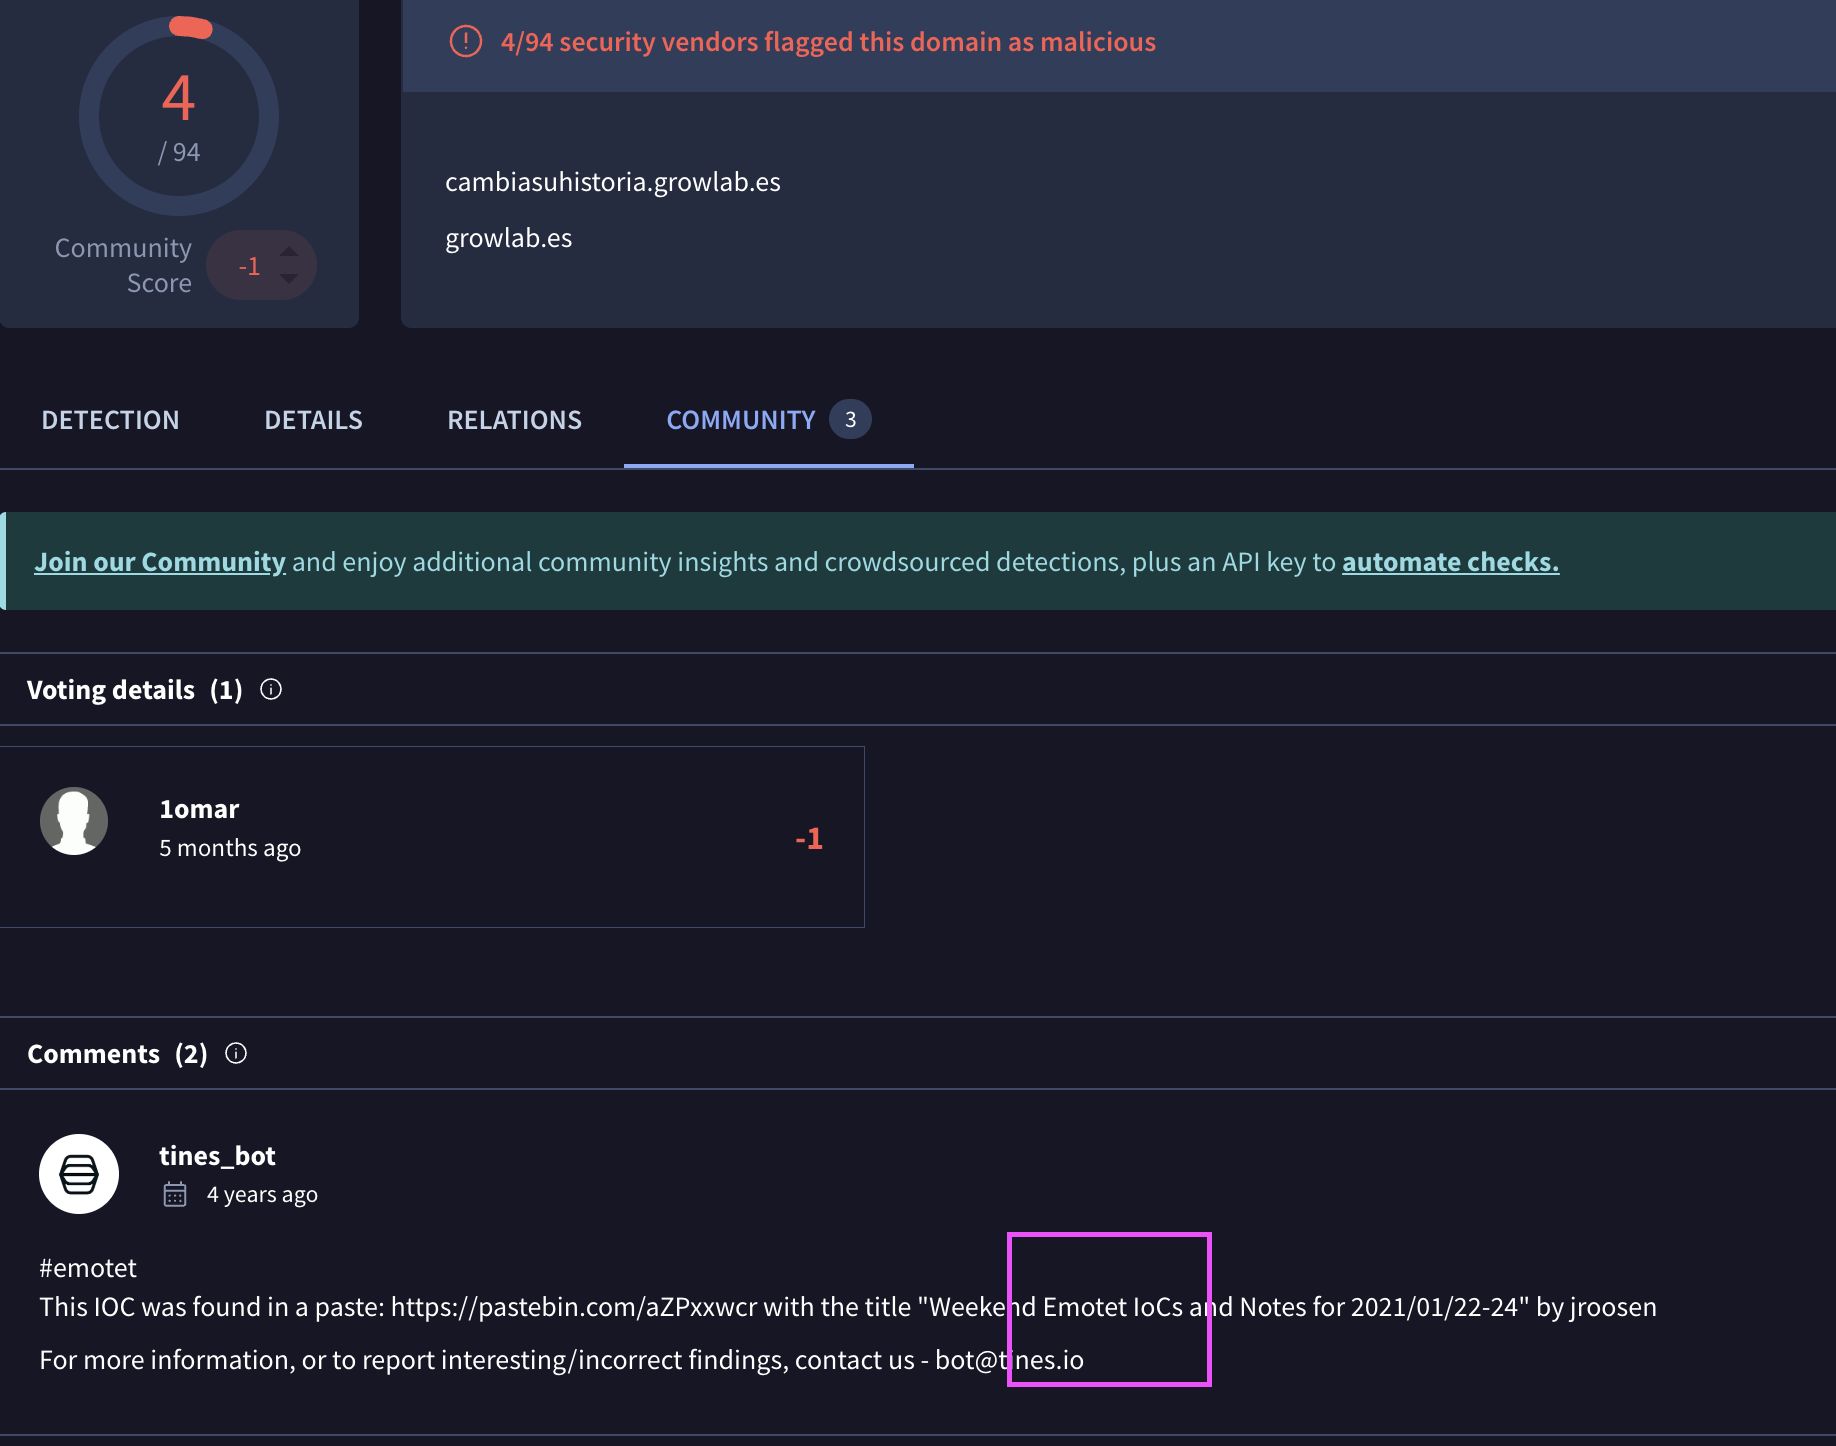 4
/ 94
Community
Score
-1
4/94 security vendors flagged this domain as malicious
cambiasuhistoria.growlab.es
growlab.es
DETECTION
DETAILS
RELATIONS
COMMUNITY 3
Join our Community and enjoy additional community insights and crowdsourced detections, plus an API key to automate checks.
Voting details (1)
1omar
5 months ago
-1
Comments (2)
tines_bot
4 years ago
#emotet
This IOC was found in a paste: https://pastebin.com/aZPxxwcr with the title "Weekend Emotet IoCs and Notes for 2021/01/22-24" by jroosen
For more information, or to report interesting/incorrect findings, contact us - bot@tines.io